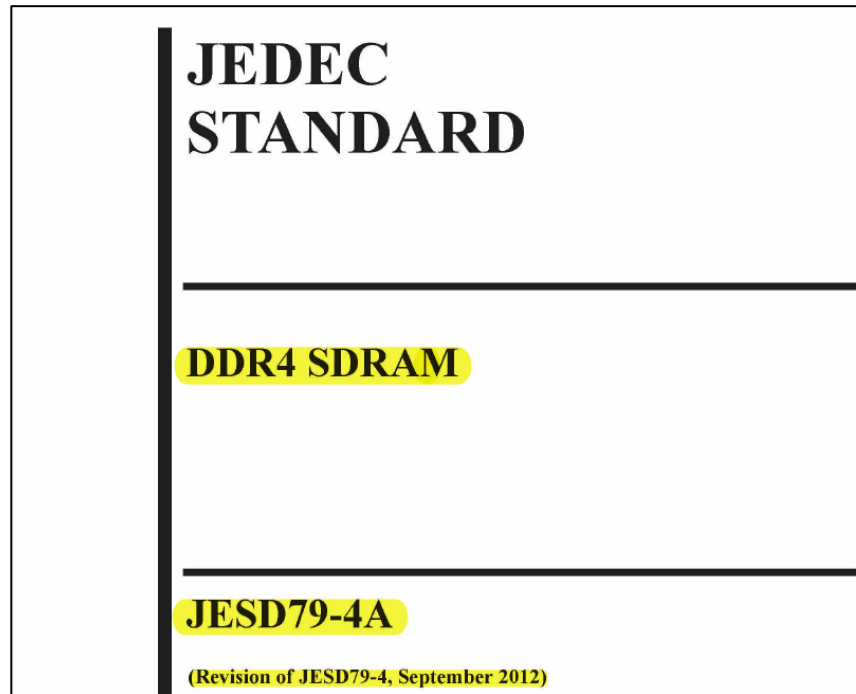 JEDEC
STANDARD
DDR4 SDRAM
JESD79-4A
(Revision of JESD79-4, September 2012)